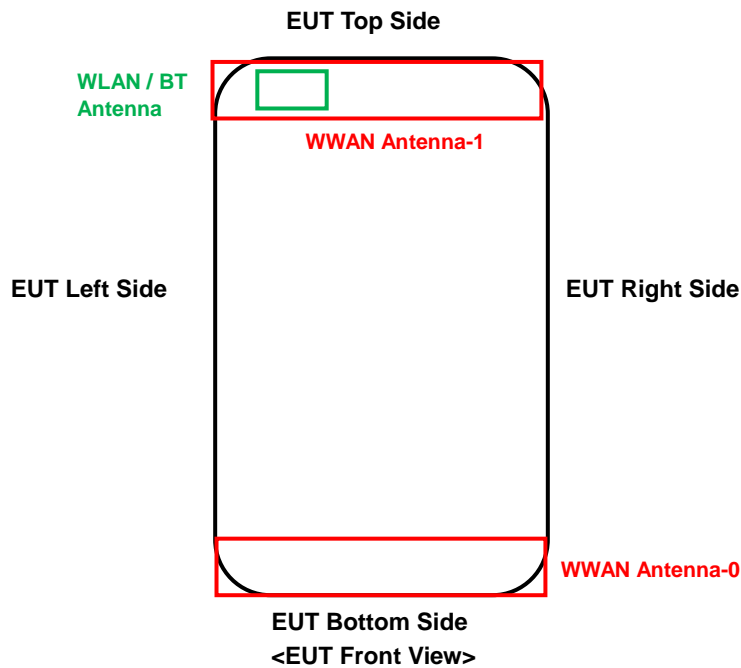 EUT Top Side
WLAN / BT
Antenna
WWAN Antenna-1
EUT Left Side
EUT Right Side
WWAN Antenna-0
EUT Bottom Side
<EUT Front View>